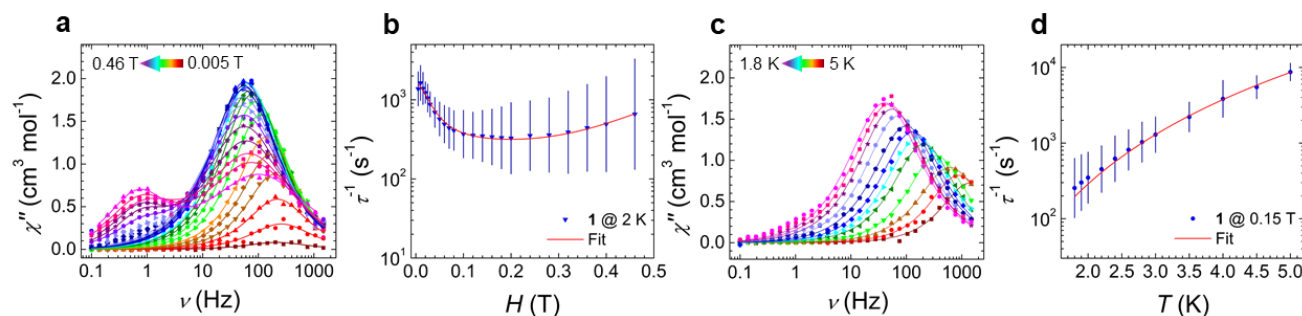 a
0.46 T 0.005 T
χ″ (cm³ mol⁻¹)
2.0
1.5
1.0
0.5
0.0
0.1 1 10 100 1000
ν (Hz)
b
τ⁻¹ (s⁻¹)
10³
10²
10¹
1 @ 2 K
Fit
0.0 0.1 0.2 0.3 0.4 0.5
H (T)
c
1.8 K 5 K
χ″ (cm³ mol⁻¹)
2.0
1.5
1.0
0.5
0.0
0.1 1 10 100 1000
ν (Hz)
d
τ⁻¹ (s⁻¹)
10⁴
10³
10²
1 @ 0.15 T
Fit
2.0 2.5 3.0 3.5 4.0 4.5 5.0
T (K)